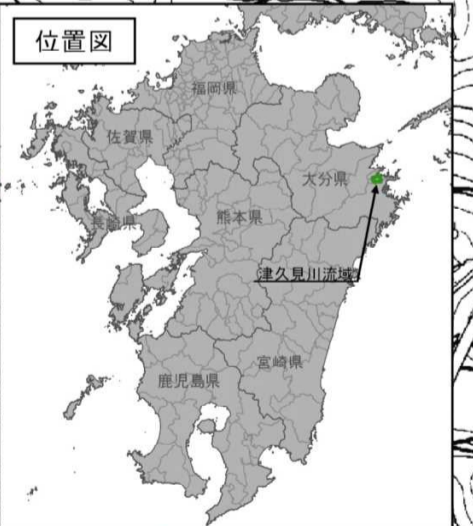 位置図
福岡県
佐賀県
大分県
長崎県
熊本県
津久見川流域
宮崎県
鹿児島県